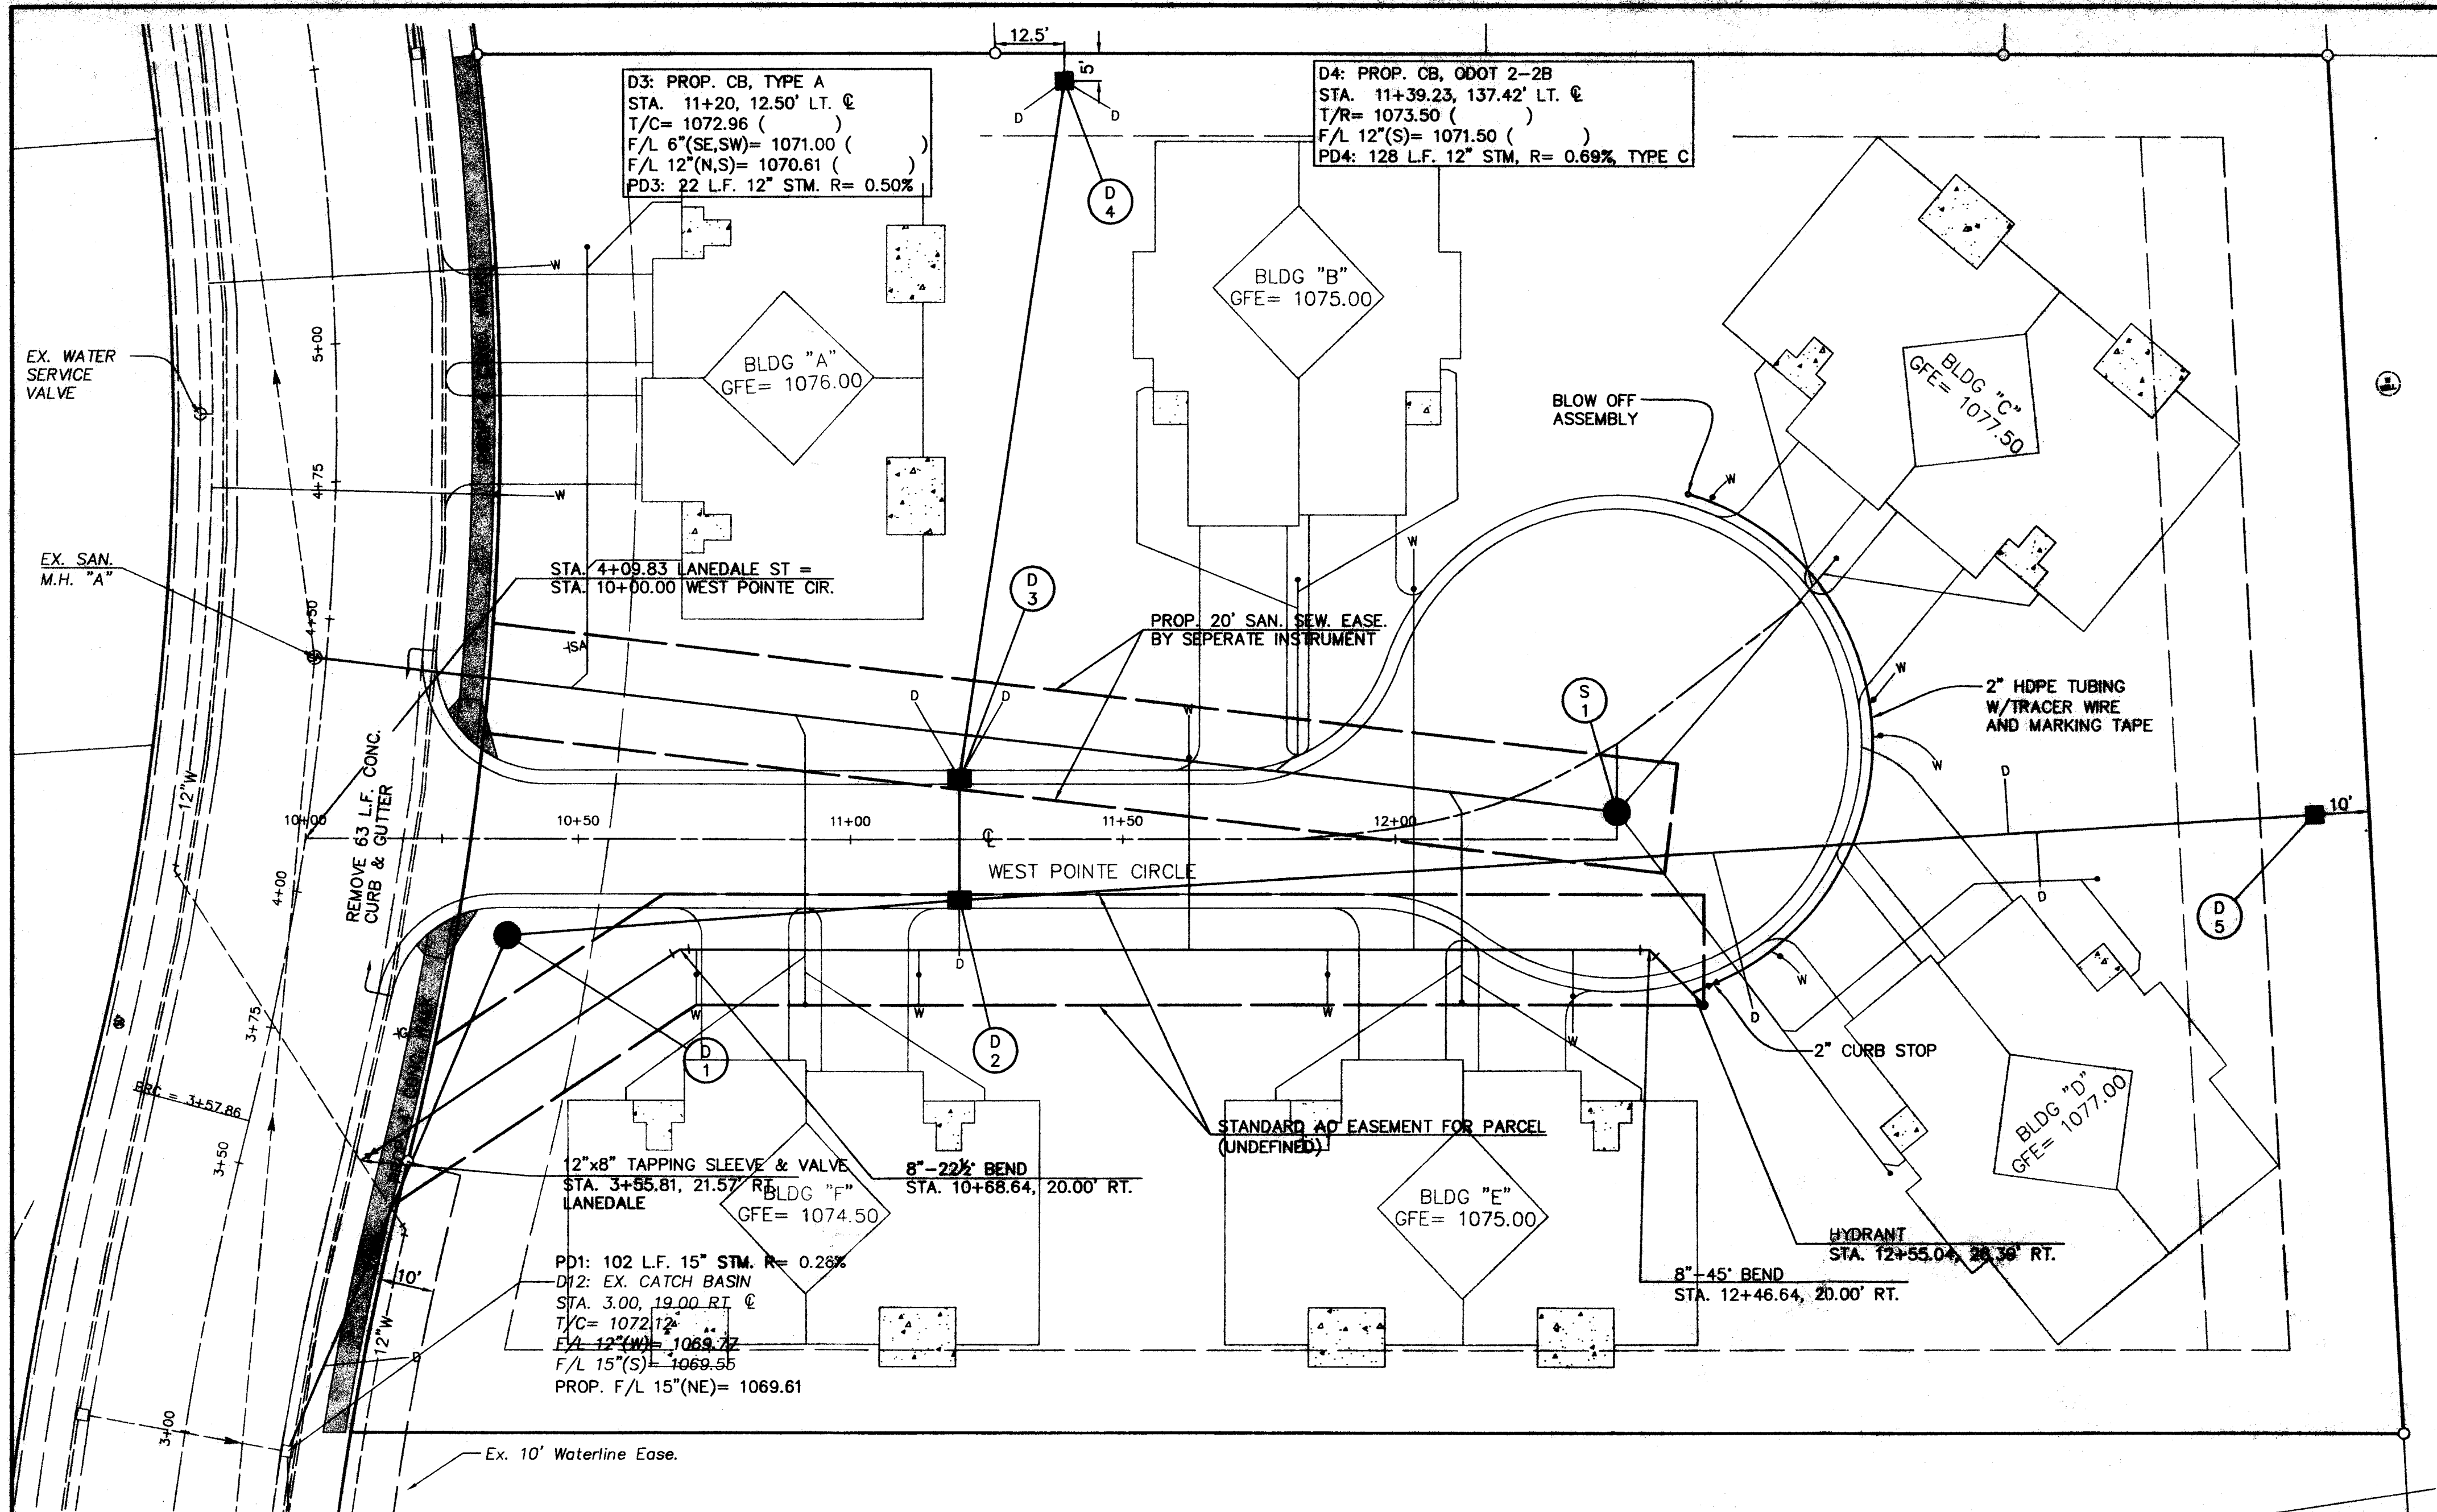 12.5'
5'
D3: PROP. CB, TYPE A
STA. 11+20, 12.50' LT. ℄
T/C= 1072.96 ( )
F/L 6"(SE,SW)= 1071.00 ( )
F/L 12"(N,S)= 1070.61 ( )
PD3: 22 L.F. 12" STM. R= 0.50%
D4: PROP. CB, ODOT 2-2B
STA. 11+39.23, 137.42' LT. ℄
T/R= 1073.50 ( )
F/L 12"(S)= 1071.50 ( )
PD4: 128 L.F. 12" STM, R= 0.69%, TYPE C
D
D
D
4
W
BLDG "B"
GFE= 1075.00
BLDG "A"
GFE= 1076.00
BLDG "C"
GFE= 1077.50
EX. WATER
SERVICE
VALVE
5+00
BLOW OFF
ASSEMBLY
4+75
W
W
W
EX. SAN.
M.H. "A"
STA. 4+09.83 LANEDALE ST =
STA. 10+00.00 WEST POINTE CIR.
D
3
4+50
PROP. 20' SAN. SEW. EASE.
BY SEPERATE INSTRUMENT
SA
W
2" HDPE TUBING
W/TRACER WIRE
AND MARKING TAPE
S
1
D
D
W
W
REMOVE 63 L.F. CONC.
CURB & GUTTER
12"W
D
10'
10+00
10+50
11+00
11+50
12+00
℄
WEST POINTE CIRCLE
4+00
D
D
5
D
W
3+75
G
W
W
W
D
D
2
D
1
2" CURB STOP
BRC = 3+57.86
3+50
STANDARD AO EASEMENT FOR PARCEL
(UNDEFINED)
BLDG "D"
GFE= 1077.00
12"x8" TAPPING SLEEVE & VALVE
STA. 3+55.81, 21.57' RT.
LANEDALE
8"-22½° BEND
STA. 10+68.64, 20.00' RT.
BLDG "F"
GFE= 1074.50
BLDG "E"
GFE= 1075.00
HYDRANT
STA. 12+55.04, 28.39' RT.
8"-45° BEND
STA. 12+46.64, 20.00' RT.
10'
PD1: 102 L.F. 15" STM. R= 0.28%
D12: EX. CATCH BASIN
STA. 3.00, 19.00 RT ℄
T/C= 1072.12
F/L 12"(W)= 1069.77
F/L 15"(S)= 1069.55
PROP. F/L 15"(NE)= 1069.61
12"W
D
3+00
Ex. 10' Waterline Ease.